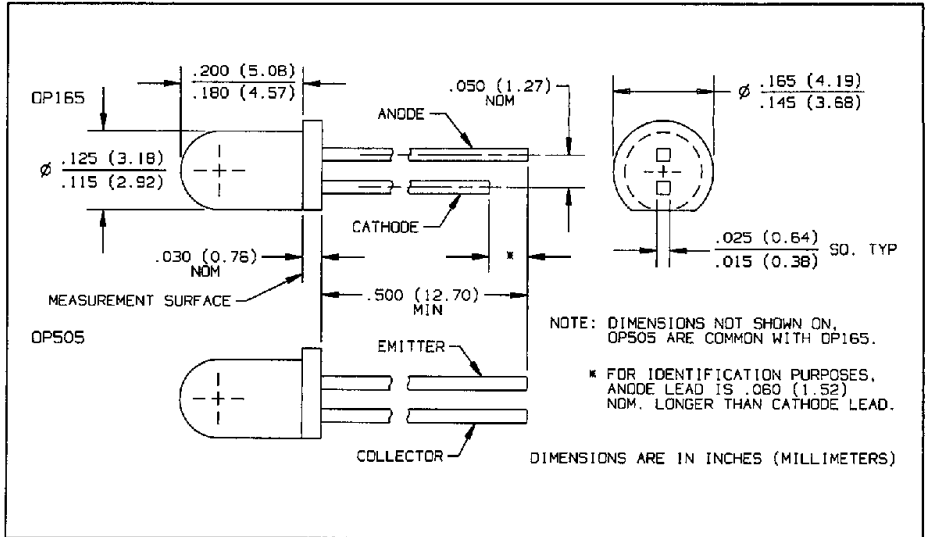 OP165
.200 (5.08)
.180 (4.57)
.050 (1.27)
NOM
ANODE
ø .165 (4.19)
.145 (3.68)
ø .125 (3.18)
.115 (2.92)
CATHODE
.030 (0.76)
NOM
*
.025 (0.64)
.015 (0.38) SQ. TYP
MEASUREMENT SURFACE
.500 (12.70)
MIN
OP505
EMITTER
COLLECTOR
NOTE: DIMENSIONS NOT SHOWN ON,
OP505 ARE COMMON WITH OP165.
* FOR IDENTIFICATION PURPOSES,
ANODE LEAD IS .060 (1.52)
NOM. LONGER THAN CATHODE LEAD.
DIMENSIONS ARE IN INCHES (MILLIMETERS)